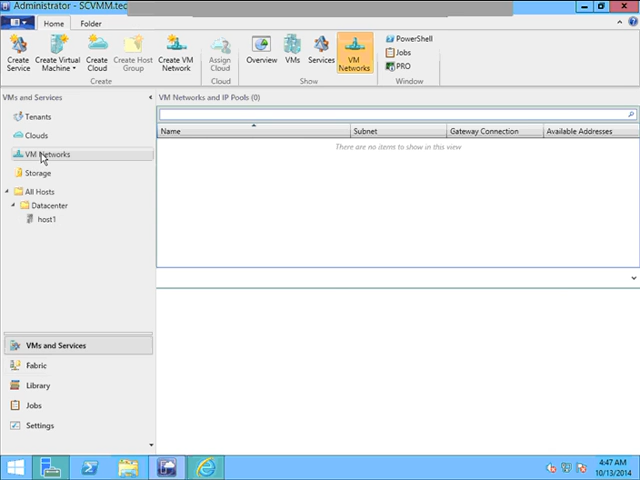 Administrator - SCVMM.tec
Home
Folder
Create Service
Create Virtual Machine
Create Cloud
Create Host Group
Create VM Network
Assign Cloud
Overview
VMs
Services
VM Networks
PowerShell
Jobs
PRO
Create
Cloud
Show
Window
VMs and Services
VM Networks and IP Pools (0)
Tenants
Clouds
VM Networks
Storage
All Hosts
Datacenter
host1
Name
Subnet
Gateway Connection
Available Addresses
There are no items to show in this view
VMs and Services
Fabric
Library
Jobs
Settings
4:47 AM
10/13/2014